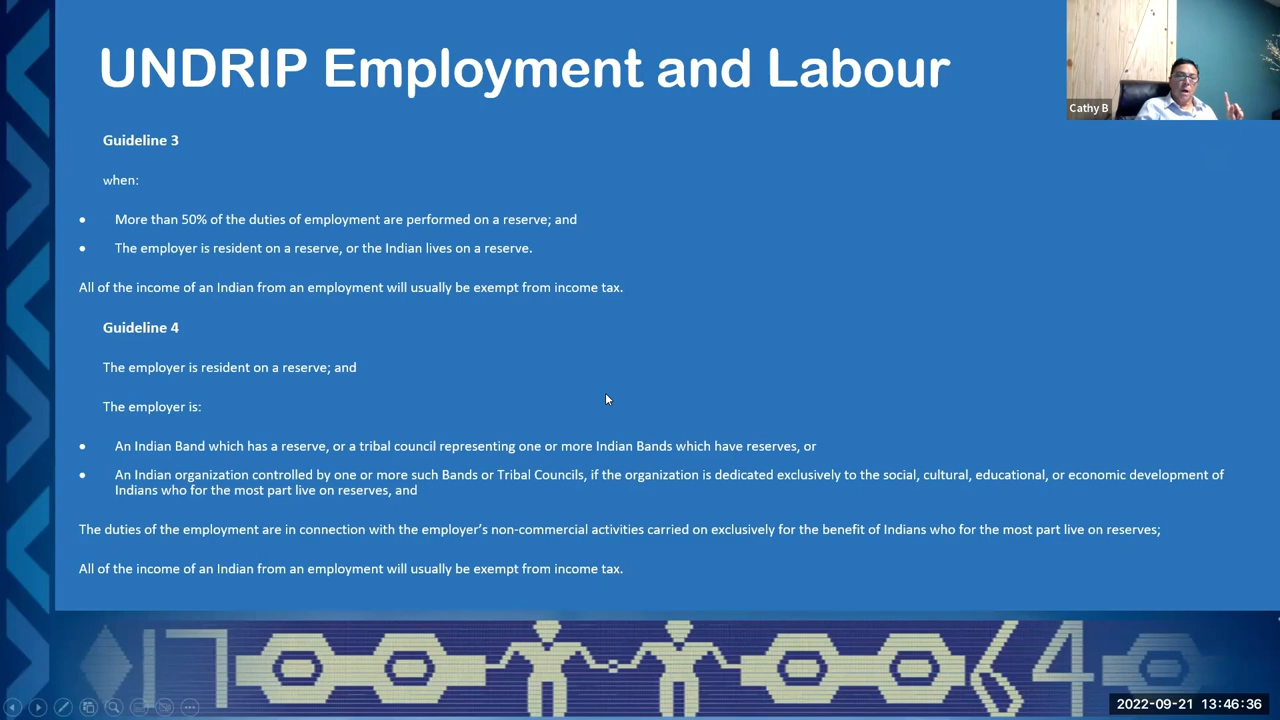 UNDRIP Employment and Labour
Cathy B
Guideline 3
when:
• More than 50% of the duties of employment are performed on a reserve; and
• The employer is resident on a reserve, or the Indian lives on a reserve.
All of the income of an Indian from an employment will usually be exempt from income tax.
Guideline 4
The employer is resident on a reserve; and
The employer is:
• An Indian Band which has a reserve, or a tribal council representing one or more Indian Bands which have reserves, or
• An Indian organization controlled by one or more such Bands or Tribal Councils, if the organization is dedicated exclusively to the social, cultural, educational, or economic development of
Indians who for the most part live on reserves, and
The duties of the employment are in connection with the employer’s non-commercial activities carried on exclusively for the benefit of Indians who for the most part live on reserves;
All of the income of an Indian from an employment will usually be exempt from income tax.
17 64
2022-09-21 13:46:36